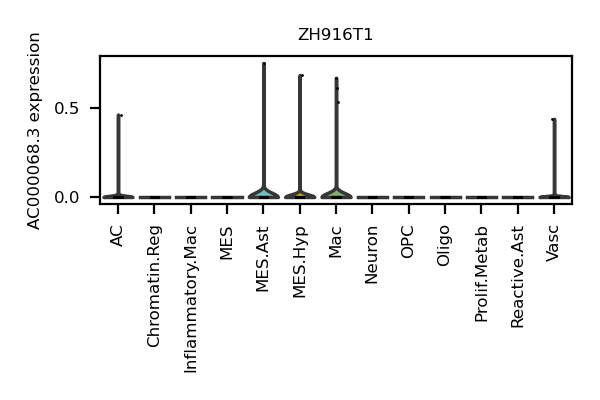 ZH916T1
AC000068.3 expression
0.5
0.0
AC
Chromatin.Reg
Inflammatory.Mac
MES
MES.Ast
MES.Hyp
Mac
Neuron
OPC
Oligo
Prolif.Metab
Reactive.Ast
Vasc